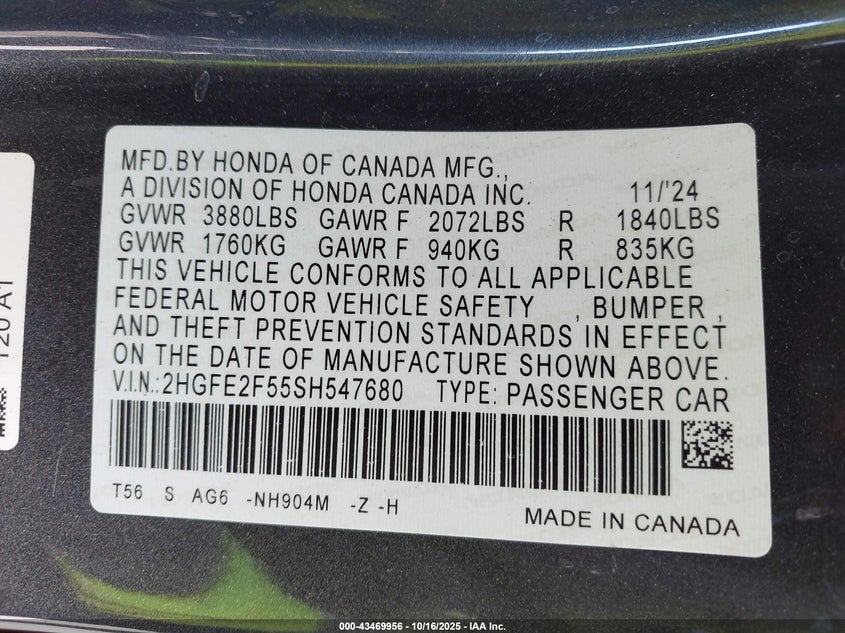 MFD.BY HONDA OF CANADA MFG.,
A DIVISION OF HONDA CANADA INC. 11/'24
GVWR 3880LBS GAWR F 2072LBS R 1840LBS
GVWR 1760KG GAWR F 940KG R 835KG
THIS VEHICLE CONFORMS TO ALL APPLICABLE
FEDERAL MOTOR VEHICLE SAFETY , BUMPER ,
AND THEFT PREVENTION STANDARDS IN EFFECT
ON THE DATE OF MANUFACTURE SHOWN ABOVE.
V.I.N.:2HGFE2F55SH547680 TYPE: PASSENGER CAR
T56 S AG6 -NH904M -Z -H
MADE IN CANADA
120 A1
000-43469956 - 10/16/2025 - IAA Inc.